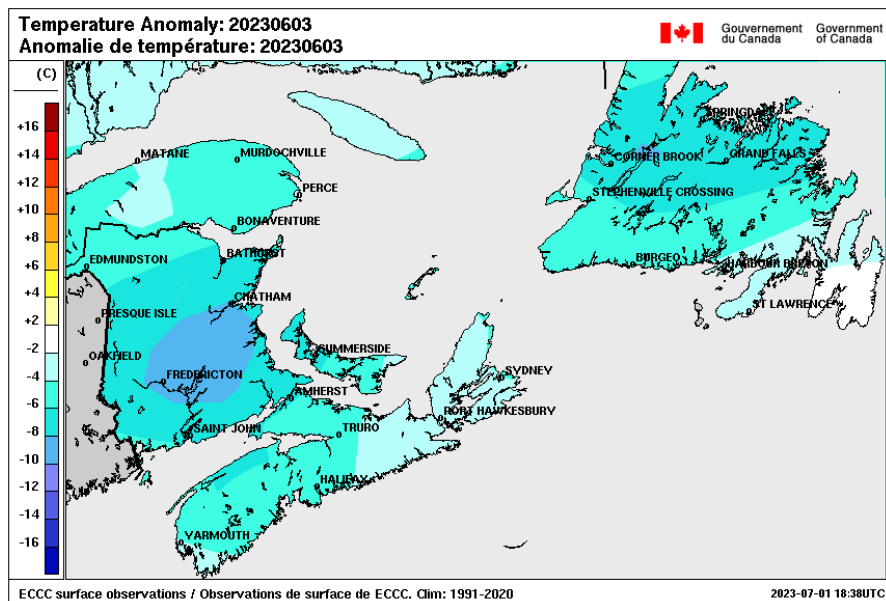 Temperature Anomaly: 20230603
Anomalie de température: 20230603
Gouvernement du Canada
Government of Canada
(C)
+16
+14
+12
+10
+8
+6
+4
+2
-2
-4
-6
-8
-10
-12
-14
-16
MATANE
MURDOCHVILLE
PERCE
BONAVENTURE
EDMUNDSTON
BATHURST
CHATHAM
PRESQUE ISLE
OAKFIELD
FREDERICTON
SUMMERSIDE
AMHERST
SAINT JOHN
TRURO
SYDNEY
PORT HAWKESBURY
HALIFAX
YARMOUTH
SPRINGDALE
CORNER BROOK
GRAND FALLS
STEPHENVILLE CROSSING
BURGEO
HARBOUR BRETON
ST LAWRENCE
ECCC surface observations / Observations de surface de ECCC. Clim: 1991-2020
2023-07-01 18:38UTC